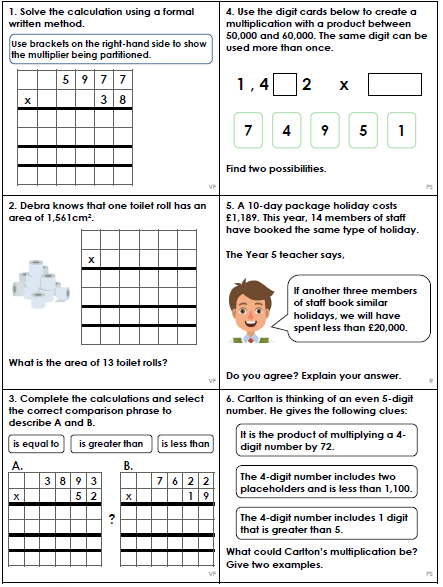 1. Solve the calculation using a formal
written method.
Use brackets on the right-hand side to show
the multiplier being partitioned.
5 9 7 7
x 3 8
VF
2. Debra knows that one toilet roll has an
area of 1,561cm².
x
What is the area of 13 toilet rolls?
VF
3. Complete the calculations and select
the correct comparison phrase to
describe A and B.
is equal to is greater than is less than
A. B.
3 8 9 3 7 6 2 2
x 5 2 ? x 1 9
VF
4. Use the digit cards below to create a
multiplication with a product between
50,000 and 60,000. The same digit can be
used more than once.
1 , 4 2 x
7 4 9 5 1
Find two possibilities.
PS
5. A 10-day package holiday costs
£1,189. This year, 14 members of staff
have booked the same type of holiday.
The Year 5 teacher says,
If another three members
of staff book similar
holidays, we will have
spent less than £20,000.
Do you agree? Explain your answer.
R
6. Carlton is thinking of an even 5-digit
number. He gives the following clues:
It is the product of multiplying a 4-
digit number by 72.
The 4-digit number includes two
placeholders and is less than 1,100.
The 4-digit number includes 1 digit
that is greater than 5.
What could Carlton's multiplication be?
Give two examples.
PS